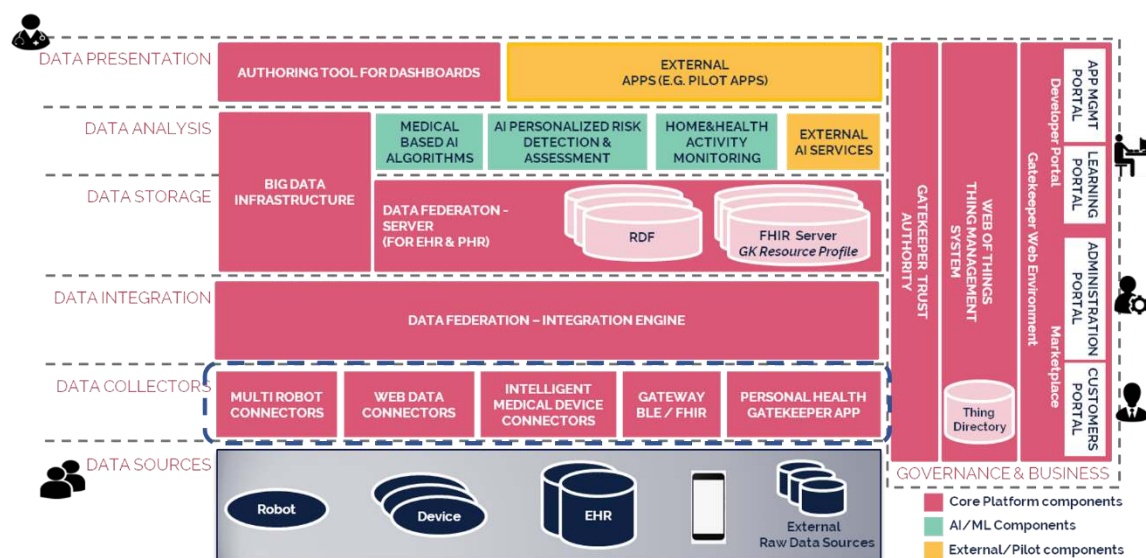 DATA PRESENTATION
AUTHORING TOOL FOR DASHBOARDS
EXTERNAL
APPS (E.G. PILOT APPS)
DATA ANALYSIS
MEDICAL
BASED AI
ALGORITHMS
AI PERSONALIZED RISK
DETECTION &
ASSESSMENT
HOME&HEALTH
ACTIVITY
MONITORING
EXTERNAL
AI SERVICES
BIG DATA
INFRASTRUCTURE
DATA STORAGE
DATA FEDERATON -
SERVER
(FOR EHR & PHR)
RDF
FHIR Server
GK Resource Profile
DATA INTEGRATION
DATA FEDERATION – INTEGRATION ENGINE
DATA COLLECTORS
MULTI ROBOT
CONNECTORS
WEB DATA
CONNECTORS
INTELLIGENT
MEDICAL DEVICE
CONNECTORS
GATEWAY
BLE / FHIR
PERSONAL HEALTH
GATEKEEPER APP
DATA SOURCES
Robot
Device
EHR
External
Raw Data Sources
GATEKEEPER TRUST
AUTHORITY
WEB OF THINGS
THING MANAGEMENT
SYSTEM
Thing
Directory
Gatekeeper Web Environment
Developer Portal
Marketplace
APP MGMT
PORTAL
LEARNING
PORTAL
ADMINISTRATION
PORTAL
CUSTOMERS
PORTAL
GOVERNANCE & BUSINESS
Core Platform components
AI/ML Components
External/Pilot components